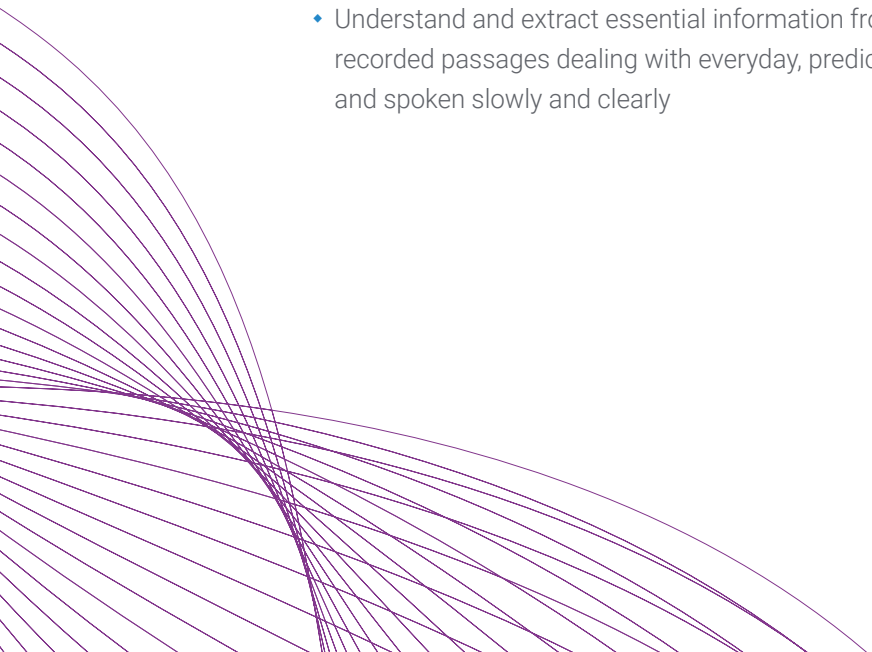 Understand and extract essential information
recorded passages dealing with everyday,
and spoken slowly and clearly